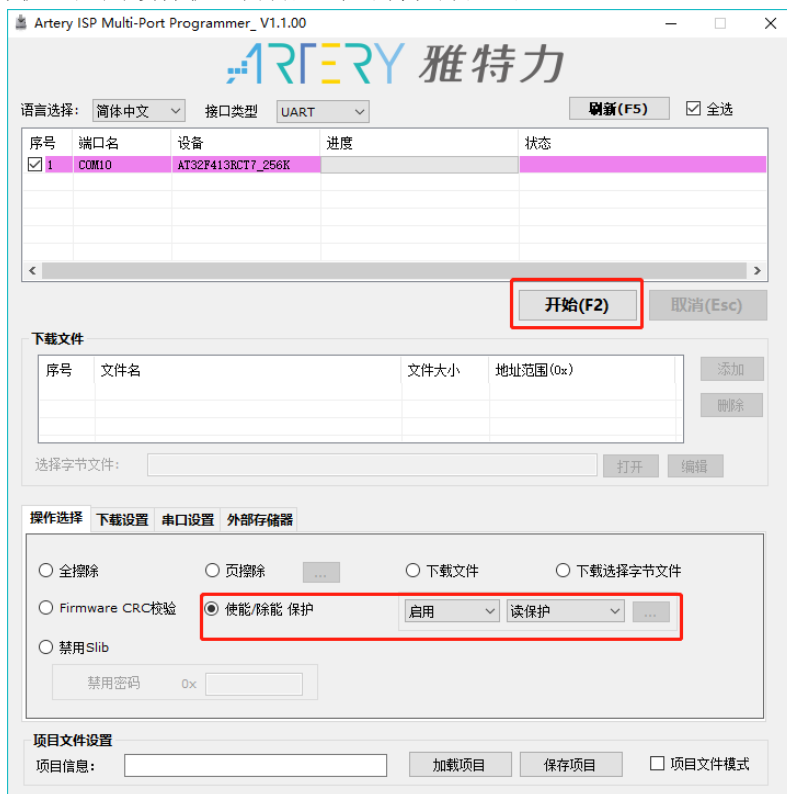 Artery ISP Multi-Port Programmer_ V1.1.00
ARTERY 雅特力
语言选择: 简体中文 接口类型 UART 刷新(F5) 全选
序号 端口名 设备 进度 状态
1 COM10 AT32F413RCT7_256K
开始(F2) 取消(Esc)
下载文件
序号 文件名 文件大小 地址范围(0x)
添加
删除
选择字节文件: 打开 编辑
操作选择 下载设置 串口设置 外部存储器
全擦除 页擦除 ... 下载文件 下载选择字节文件
Firmware CRC校验 使能/除能 保护 启用 读保护 ...
禁用Slib
禁用密码 0x
项目文件设置
项目信息: 加载项目 保存项目 项目文件模式